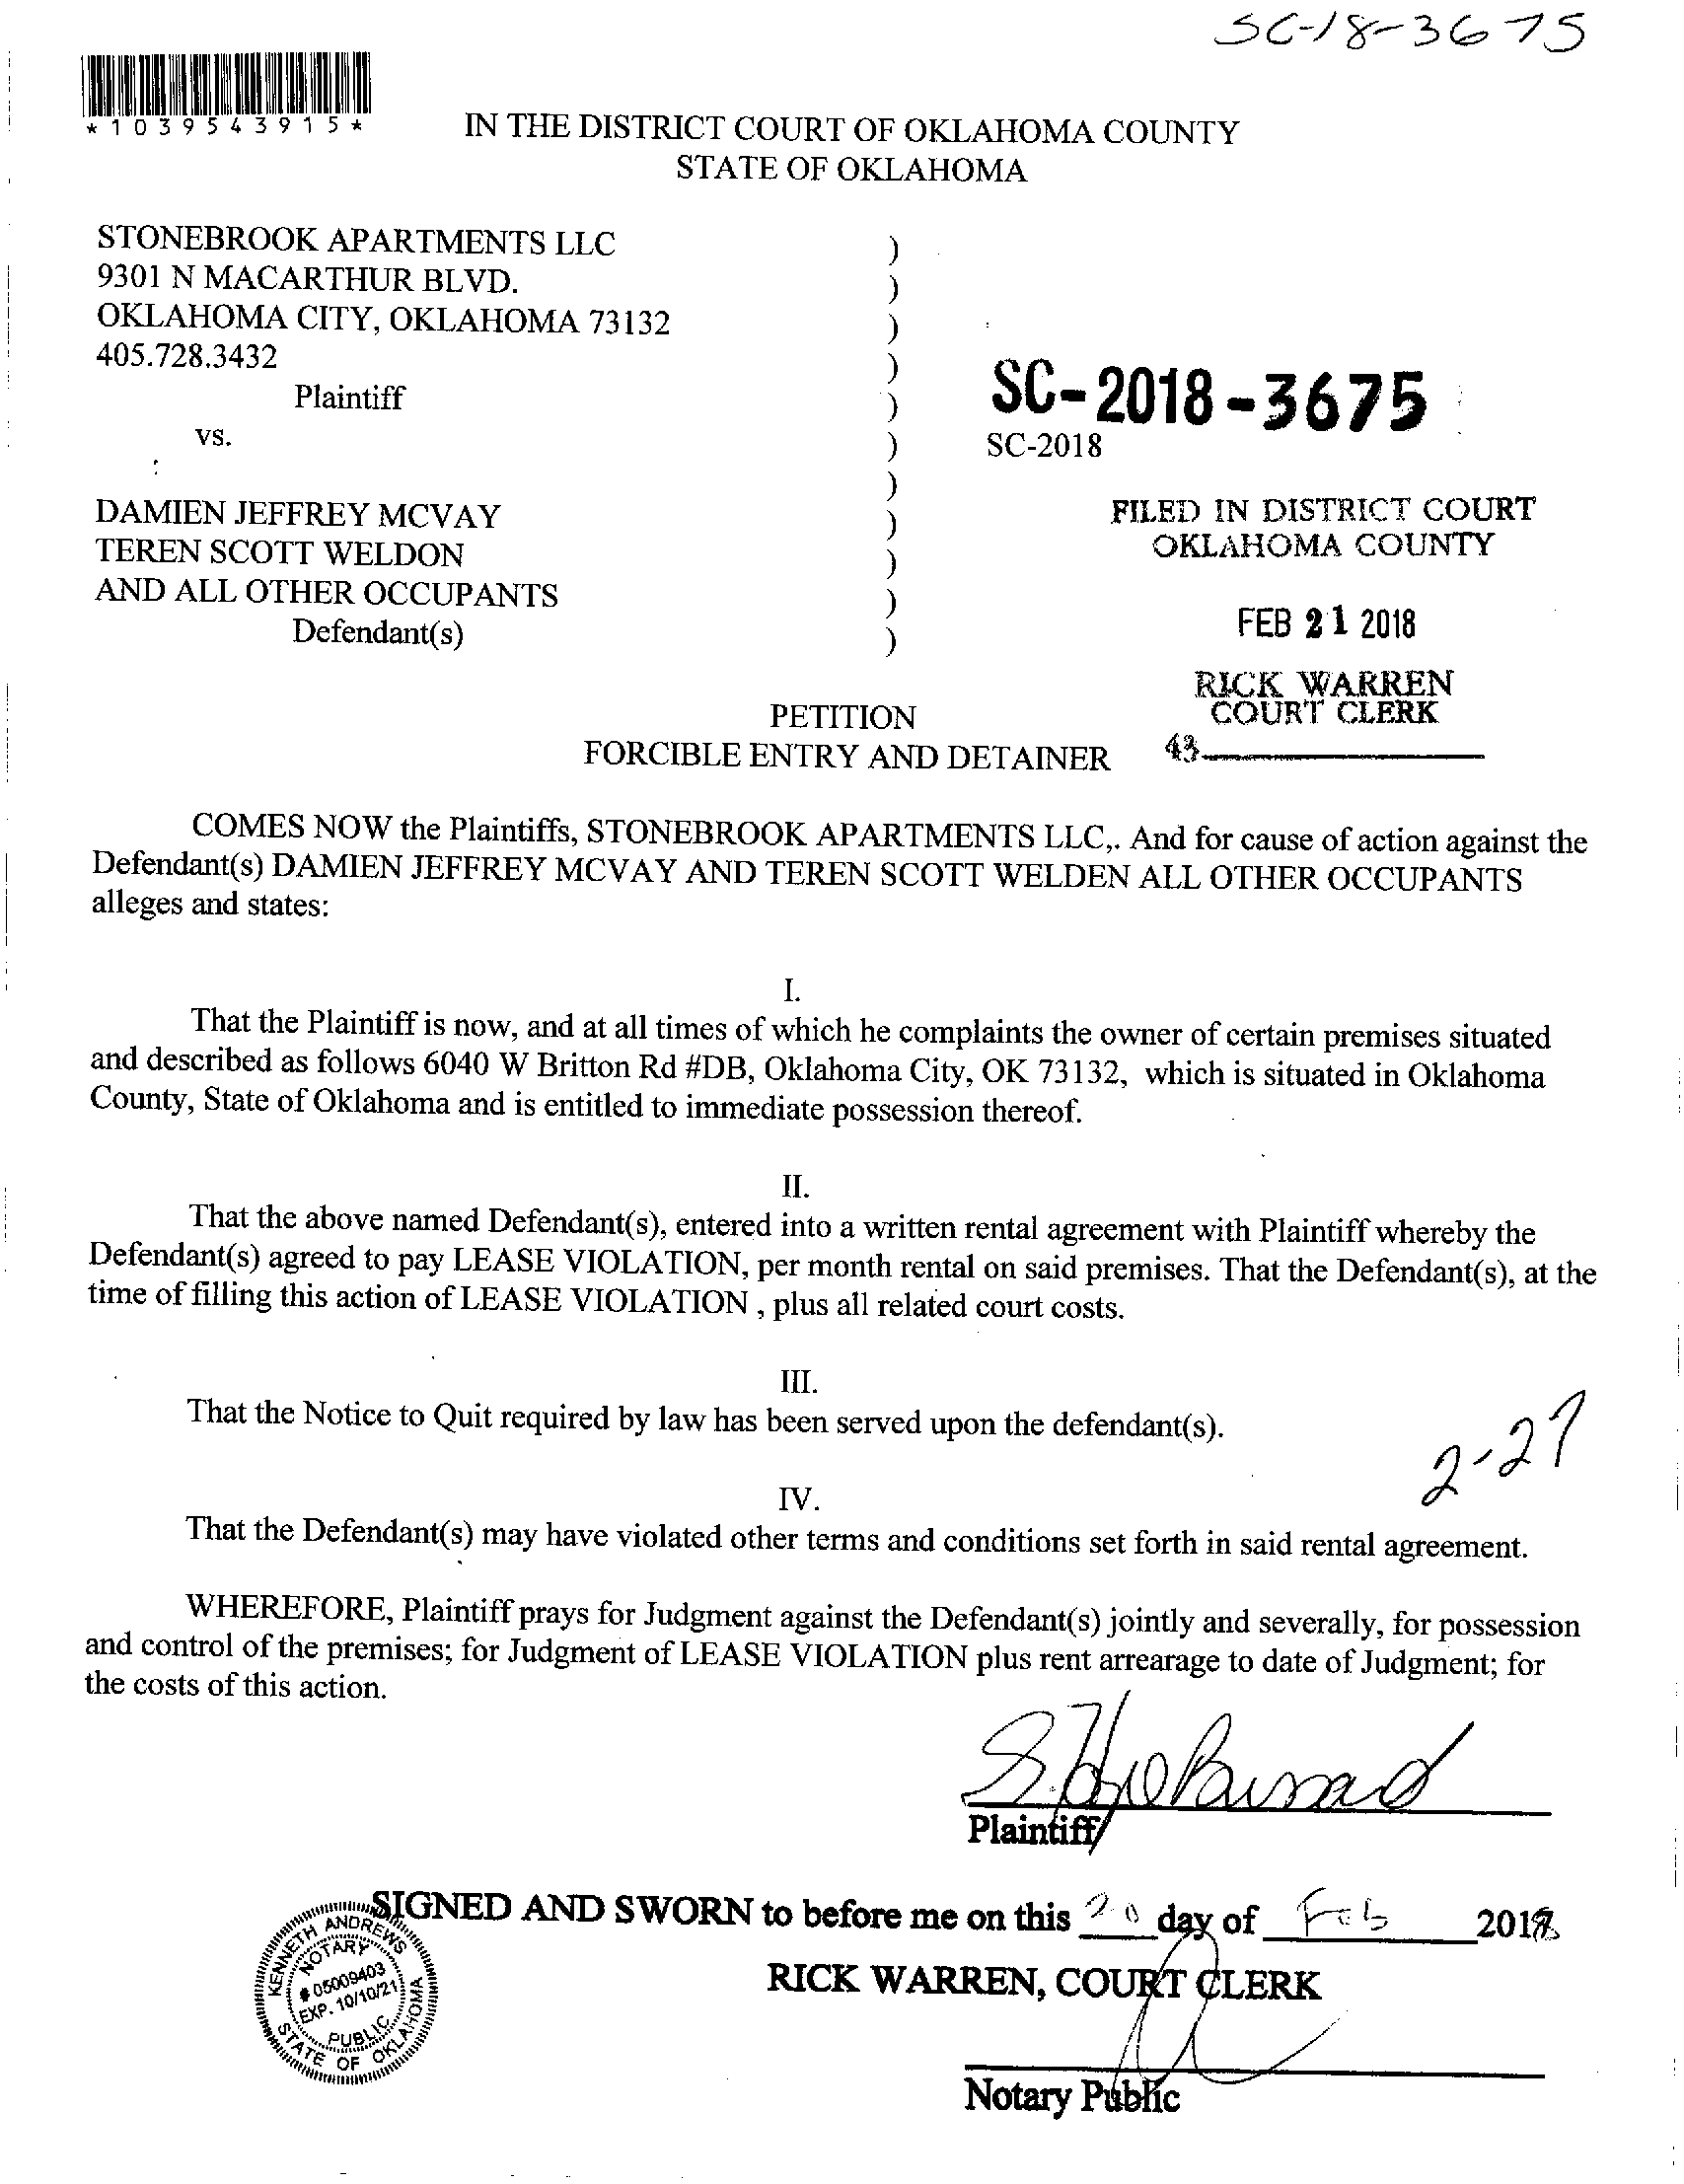 SC-18-3675
*1039543915*
IN THE DISTRICT COURT OF OKLAHOMA COUNTY
STATE OF OKLAHOMA
STONEBROOK APARTMENTS LLC )
9301 N MACARTHUR BLVD. )
OKLAHOMA CITY, OKLAHOMA 73132 )
405.728.3432 )
Plaintiff )
SC-2018-3675
vs. ) SC-2018
)
DAMIEN JEFFREY MCVAY )
TEREN SCOTT WELDON )
AND ALL OTHER OCCUPANTS )
Defendant(s) )
FILED IN DISTRICT COURT
OKLAHOMA COUNTY
FEB 21 2018
RICK WARREN
COURT CLERK
43
PETITION
FORCIBLE ENTRY AND DETAINER
COMES NOW the Plaintiffs, STONEBROOK APARTMENTS LLC,. And for cause of action against the
Defendant(s) DAMIEN JEFFREY MCVAY AND TEREN SCOTT WELDEN ALL OTHER OCCUPANTS
alleges and states:
I.
That the Plaintiff is now, and at all times of which he complaints the owner of certain premises situated
and described as follows 6040 W Britton Rd #DB, Oklahoma City, OK 73132, which is situated in Oklahoma
County, State of Oklahoma and is entitled to immediate possession thereof.
II.
That the above named Defendant(s), entered into a written rental agreement with Plaintiff whereby the
Defendant(s) agreed to pay LEASE VIOLATION, per month rental on said premises. That the Defendant(s), at the
time of filling this action of LEASE VIOLATION , plus all related court costs.
III.
That the Notice to Quit required by law has been served upon the defendant(s).
2-27
IV.
That the Defendant(s) may have violated other terms and conditions set forth in said rental agreement.
WHEREFORE, Plaintiff prays for Judgment against the Defendant(s) jointly and severally, for possession
and control of the premises; for Judgment of LEASE VIOLATION plus rent arrearage to date of Judgment; for
the costs of this action.
Plaintiff
SIGNED AND SWORN to before me on this 20 day of Feb 2018
RICK WARREN, COURT CLERK
Notary Public
KENNETH ANDREWS
NOTARY
# 05009403
EXP. 10/10/21
PUBLIC
STATE OF OKLAHOMA